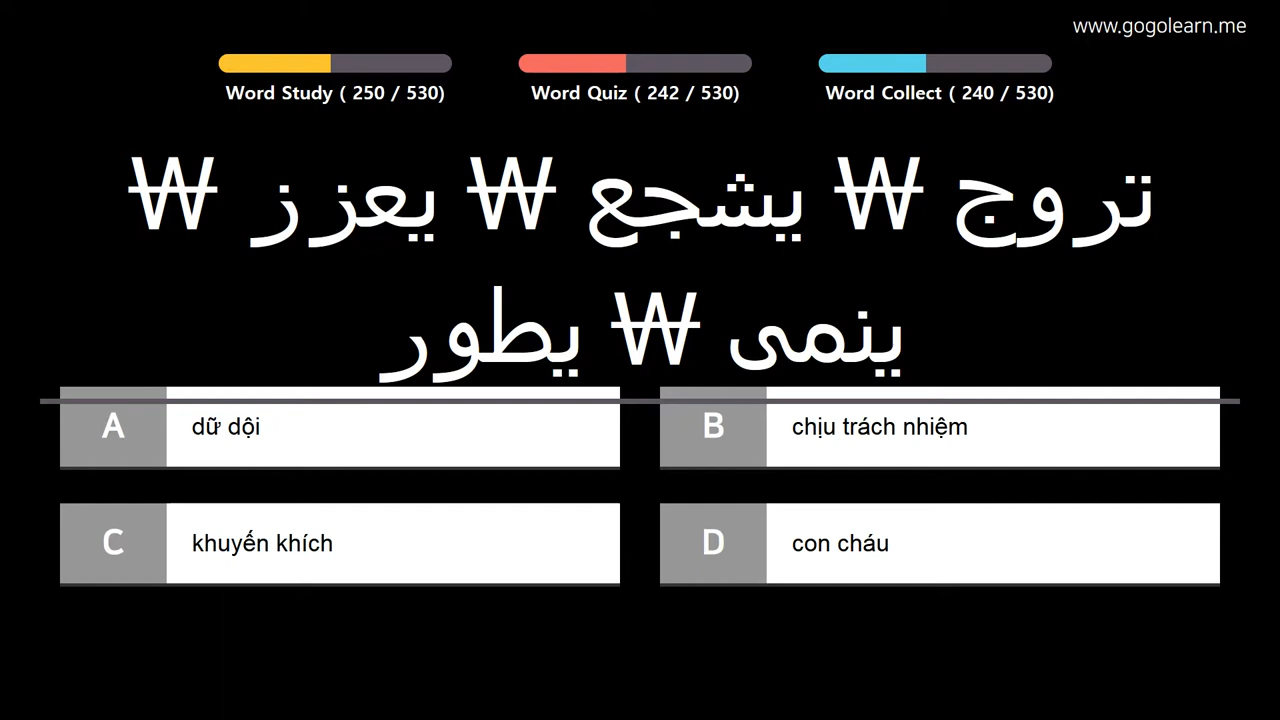 www.gogolearn.me
Word Study ( 250 / 530)
Word Quiz ( 242 / 530)
Word Collect ( 240 / 530)
تروج ₩ يشجع ₩ يعزز ₩
ينمى ₩ يطور
A dữ dội
B chịu trách nhiệm
C khuyến khích
D con cháu